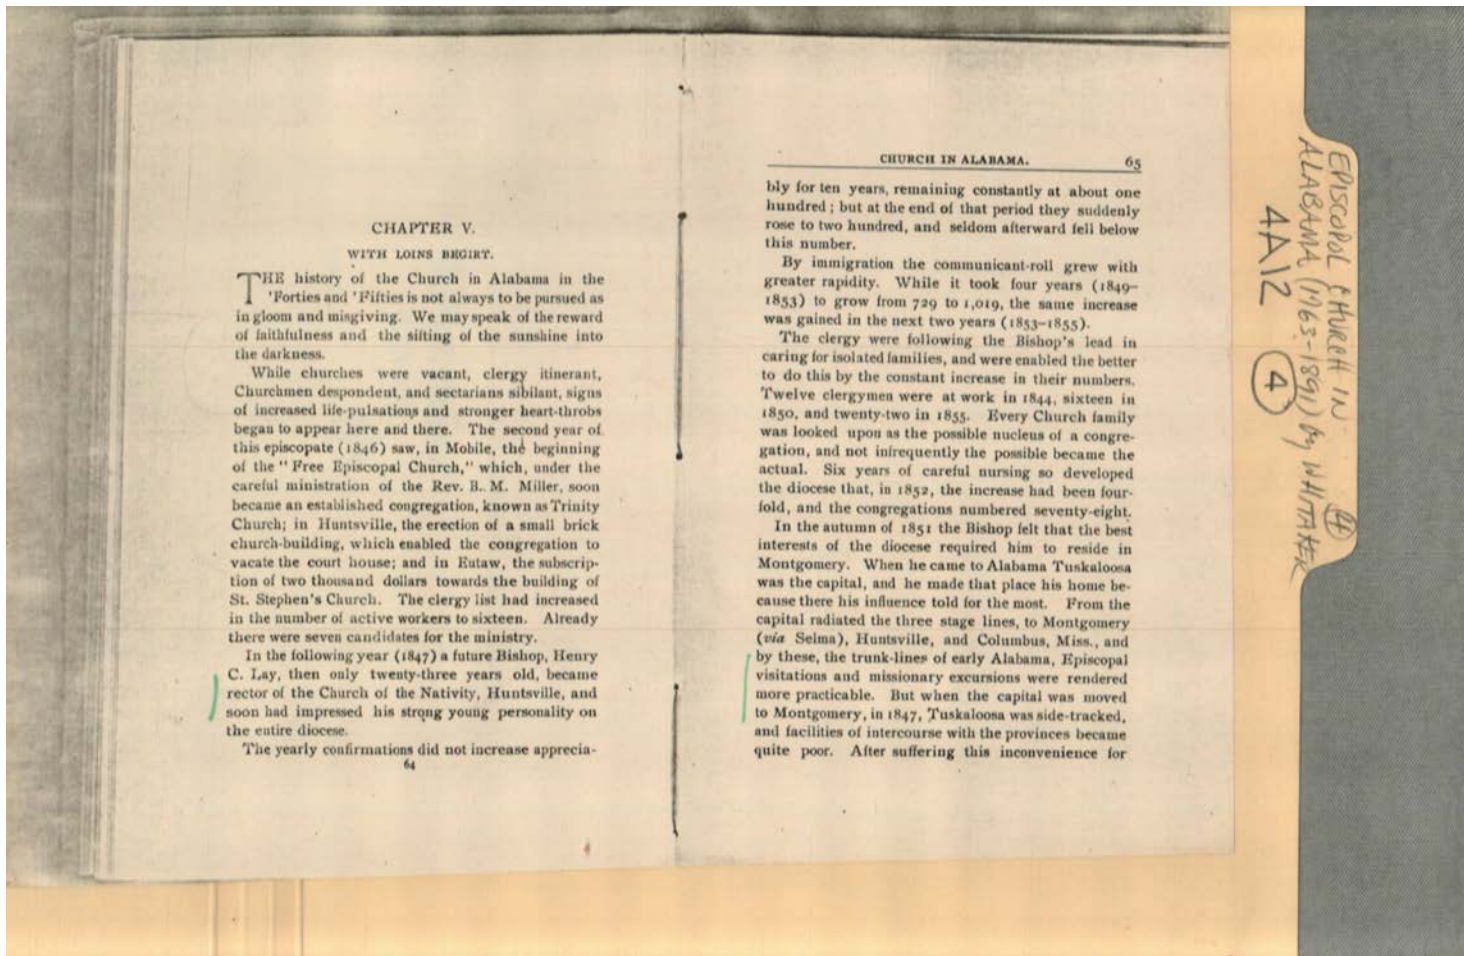 CHAPTER V.
WITH LOINS BEGIRT.
THE history of the Church in Alabama in the
'Forties and 'Fifties is not always to be pursued as
in gloom and misgiving. We may speak of the reward
of faithfulness and the sifting of the sunshine into
the darkness.
While churches were vacant, clergy itinerant,
Churchmen despondent, and sectarians sibilant, signs
of increased life-pulsations and stronger heart-throbs
began to appear here and there. The second year of
this episcopate (1846) saw, in Mobile, the beginning
of the "Free Episcopal Church," which, under the
careful ministration of the Rev. B. M. Miller, soon
became an established congregation, known as Trinity
Church; in Huntsville, the erection of a small brick
church-building, which enabled the congregation to
vacate the court house; and in Eutaw, the subscrip-
tion of two thousand dollars towards the building of
St. Stephen's Church. The clergy list had increased
in the number of active workers to sixteen. Already
there were seven candidates for the ministry.
In the following year (1847) a future Bishop, Henry
C. Lay, then only twenty-three years old, became
rector of the Church of the Nativity, Huntsville, and
soon had impressed his strong young personality on
the entire diocese.
The yearly confirmations did not increase apprecia-
64
CHURCH IN ALABAMA. 65
bly for ten years, remaining constantly at about one
hundred; but at the end of that period they suddenly
rose to two hundred, and seldom afterward fell below
this number.
By immigration the communicant-roll grew with
greater rapidity. While it took four years (1849–
1853) to grow from 729 to 1,019, the same increase
was gained in the next two years (1853–1855).
The clergy were following the Bishop's lead in
caring for isolated families, and were enabled the better
to do this by the constant increase in their numbers.
Twelve clergymen were at work in 1844, sixteen in
1850, and twenty-two in 1855. Every Church family
was looked upon as the possible nucleus of a congre-
gation, and not infrequently the possible became the
actual. Six years of careful nursing so developed
the diocese that, in 1852, the increase had been four-
fold, and the congregations numbered seventy-eight.
In the autumn of 1851 the Bishop felt that the best
interests of the diocese required him to reside in
Montgomery. When he came to Alabama Tuskaloosa
was the capital, and he made that place his home be-
cause there his influence told for the most. From the
capital radiated the three stage lines, to Montgomery
(via Selma), Huntsville, and Columbus, Miss., and
by these, the trunk-lines of early Alabama, Episcopal
visitations and missionary excursions were rendered
more practicable. But when the capital was moved
to Montgomery, in 1847, Tuskaloosa was side-tracked,
and facilities of intercourse with the provinces became
quite poor. After suffering this inconvenience for
EPISCOPOL CHURCH IN (4)
ALABAMA (1763-1891) by WHITAKER
4A12 (4)